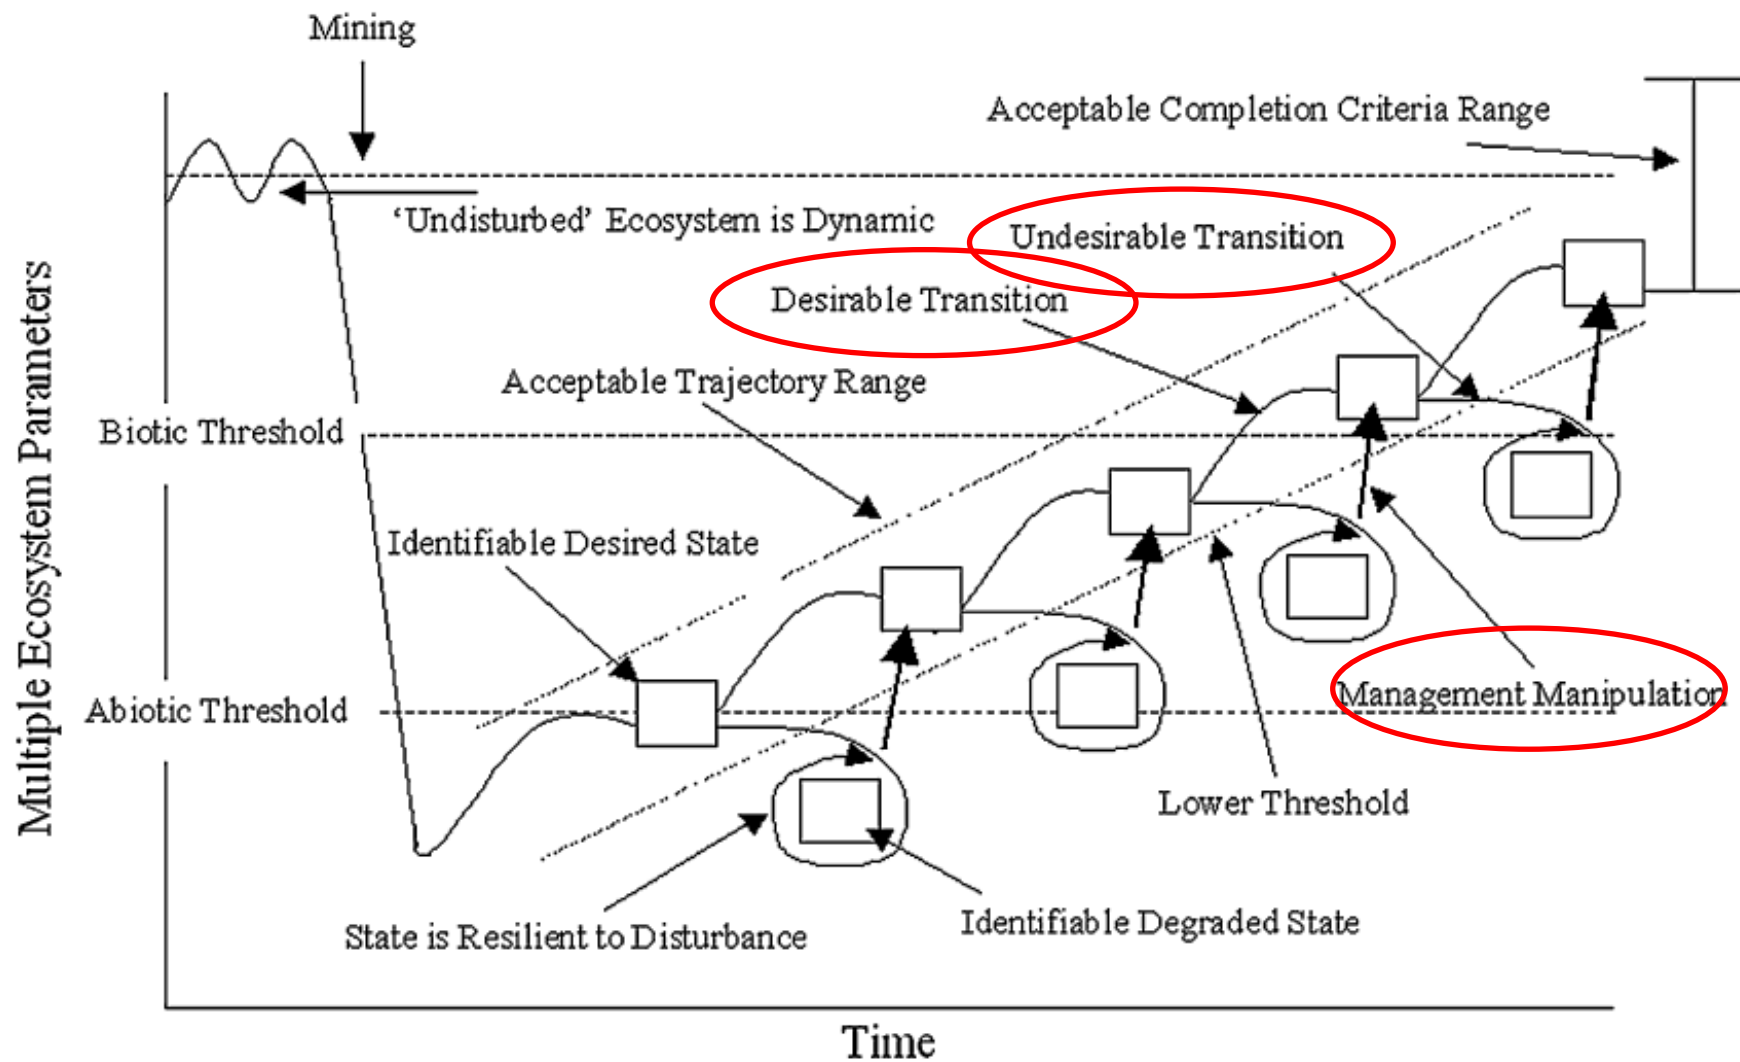 Mining
Acceptable Completion Criteria Range
‘Undisturbed’ Ecosystem is Dynamic
Undesirable Transition
Desirable Transition
Acceptable Trajectory Range
Biotic Threshold
Identifiable Desired State
Abiotic Threshold
Management Manipulation
Lower Threshold
State is Resilient to Disturbance
Identifiable Degraded State
Multiple Ecosystem Parameters
Time